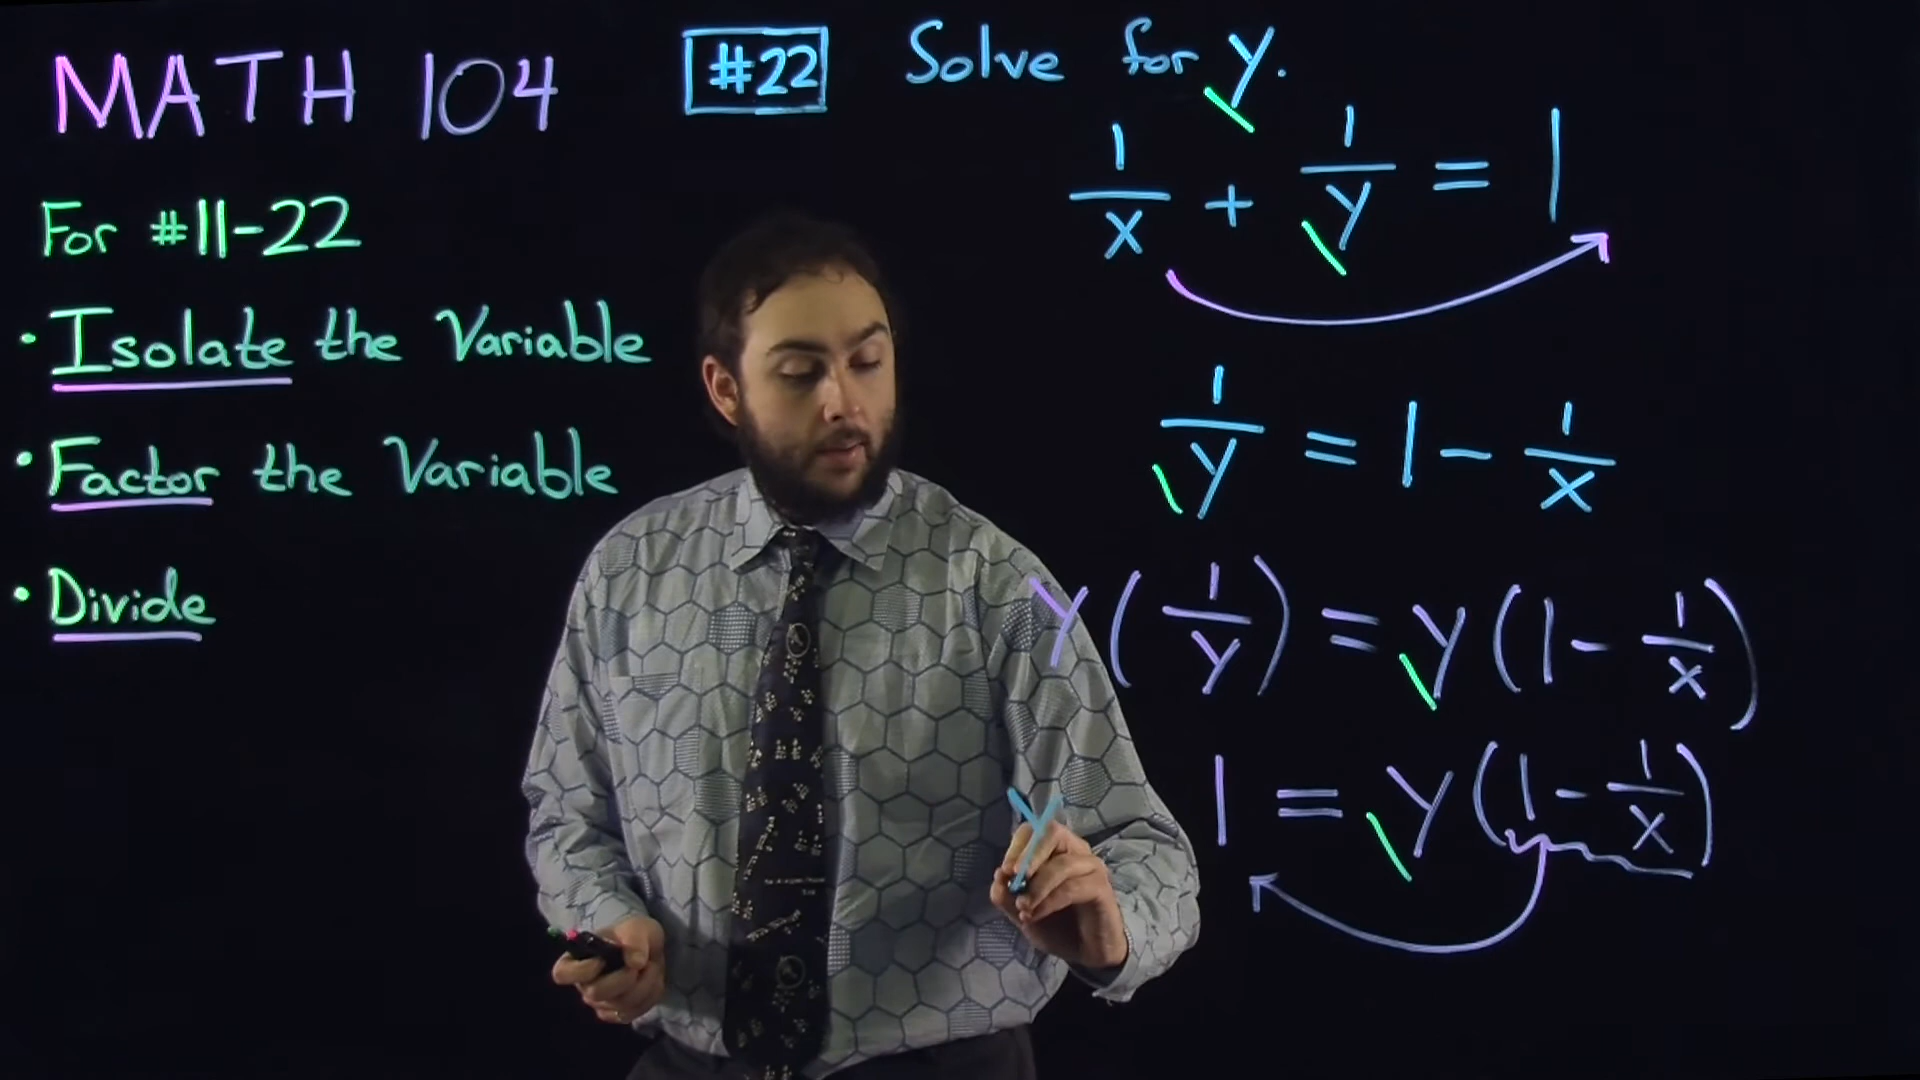 MATH 104
For #11-22
· Isolate the Variable
· Factor the Variable
· Divide
#22 Solve for y.
1/x + 1/y = 1
1/y = 1 - 1/x
y(1/y) = y(1 - 1/x)
1 = y(1 - 1/x)
y